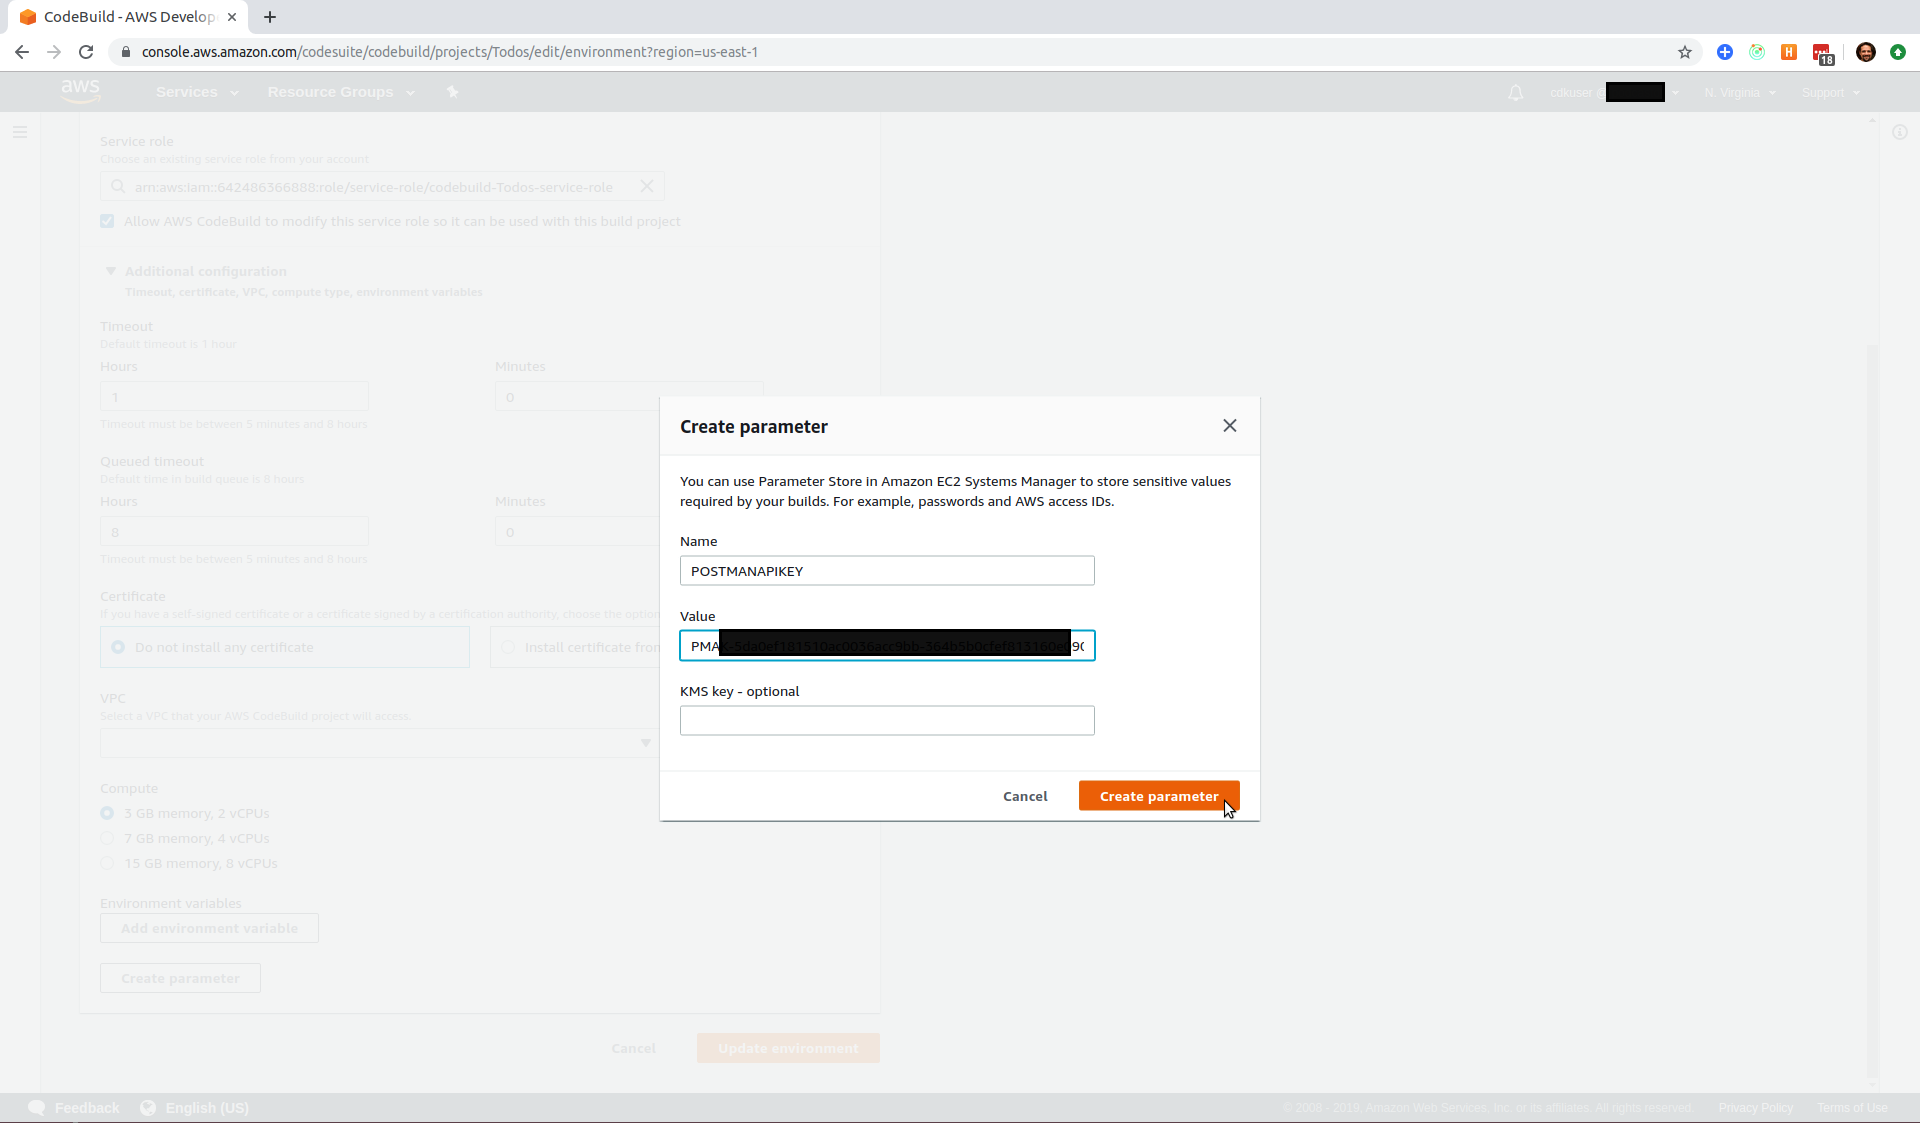 CodeBuild - AWS Develop
console.aws.amazon.com/codesuite/codebuild/projects/Todos/edit/environment?region=us-east-1
H
18
aws
Services
Resource Groups
cdkuser @
N. Virginia
Support
Service role
Choose an existing service role from your account
arn:aws:iam::642486366888:role/service-role/codebuild-Todos-service-role
Allow AWS CodeBuild to modify this service role so it can be used with this build project
Additional configuration
Timeout, certificate, VPC, compute type, environment variables
Timeout
Default timeout is 1 hour
Hours
Minutes
1
0
Timeout must be between 5 minutes and 8 hours
Queued timeout
Default time in build queue is 8 hours
Hours
Minutes
8
0
Timeout must be between 5 minutes and 8 hours
Certificate
If you have a self-signed certificate or a certificate signed by a certification authority, choose the option
Do not install any certificate
Install certificate from
VPC
Select a VPC that your AWS CodeBuild project will access.
Compute
3 GB memory, 2 vCPUs
7 GB memory, 4 vCPUs
15 GB memory, 8 vCPUs
Environment variables
Add environment variable
Create parameter
Cancel
Update environment
Create parameter
You can use Parameter Store in Amazon EC2 Systems Manager to store sensitive values
required by your builds. For example, passwords and AWS access IDs.
Name
POSTMANAPIKEY
Value
PMA
KMS key - optional
Cancel
Create parameter
Feedback
English (US)
© 2008 - 2019, Amazon Web Services, Inc. or its affiliates. All rights reserved.
Privacy Policy
Terms of Use